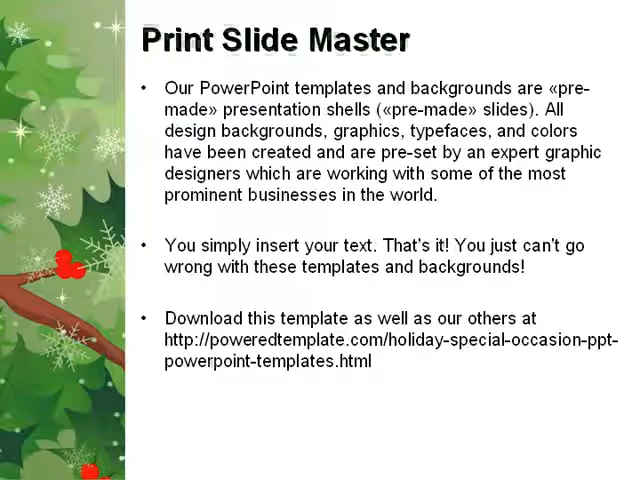 Print Slide Master
• Our PowerPoint templates and backgrounds are «pre-
made» presentation shells («pre-made» slides). All
design backgrounds, graphics, typefaces, and colors
have been created and are pre-set by an expert graphic
designers which are working with some of the most
prominent businesses in the world.
• You simply insert your text. That's it! You just can't go
wrong with these templates and backgrounds!
• Download this template as well as our others at
http://poweredtemplate.com/holiday-special-occasion-ppt-
powerpoint-templates.html